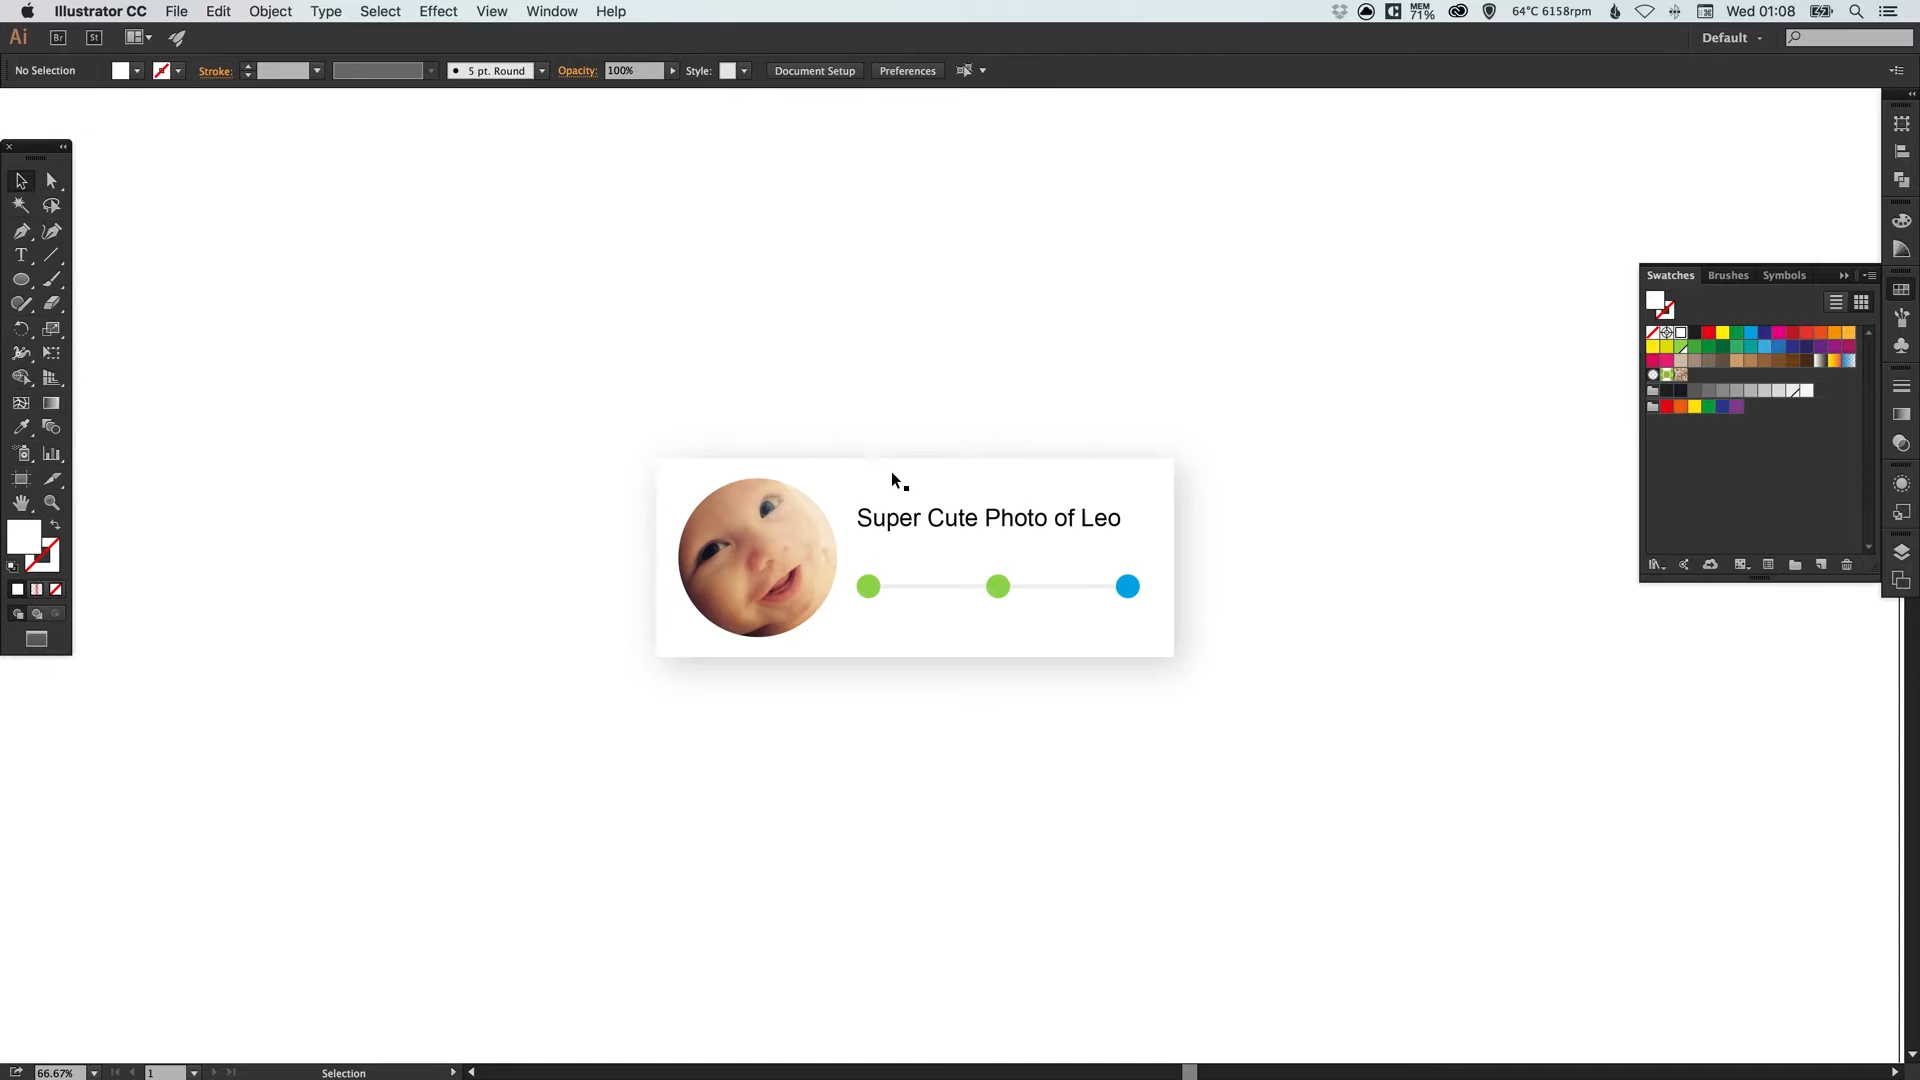 Illustrator CC File Edit Object Type Select Effect View Window Help
MEM 71% 64°C 6158rpm Wed 01:08
Ai Br St Default
No Selection Stroke: 5 pt. Round Opacity: 100% Style: Document Setup Preferences
Swatches Brushes Symbols
Super Cute Photo of Leo
66.67% 1 Selection